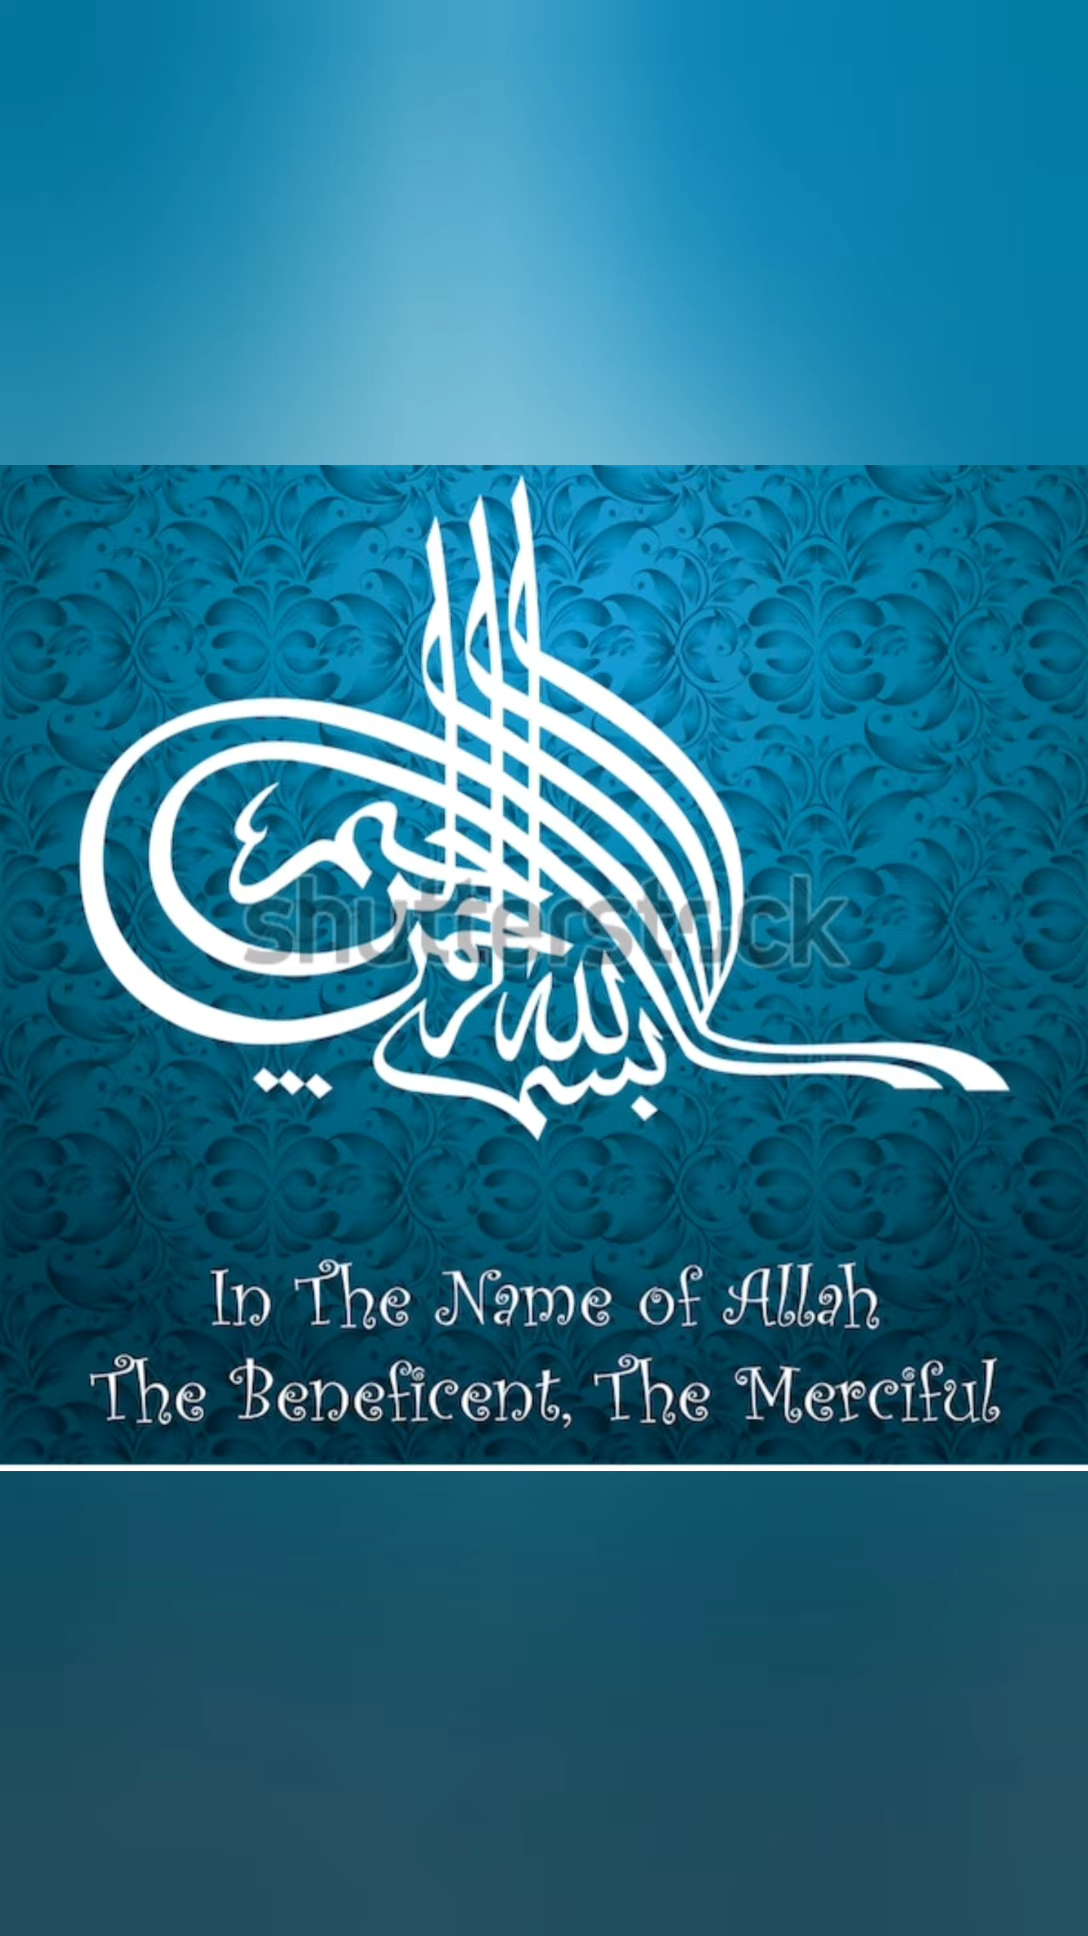 بسم الله الرحمن الرحيم
shutterstock
In The Name of Allah
The Beneficent, The Merciful